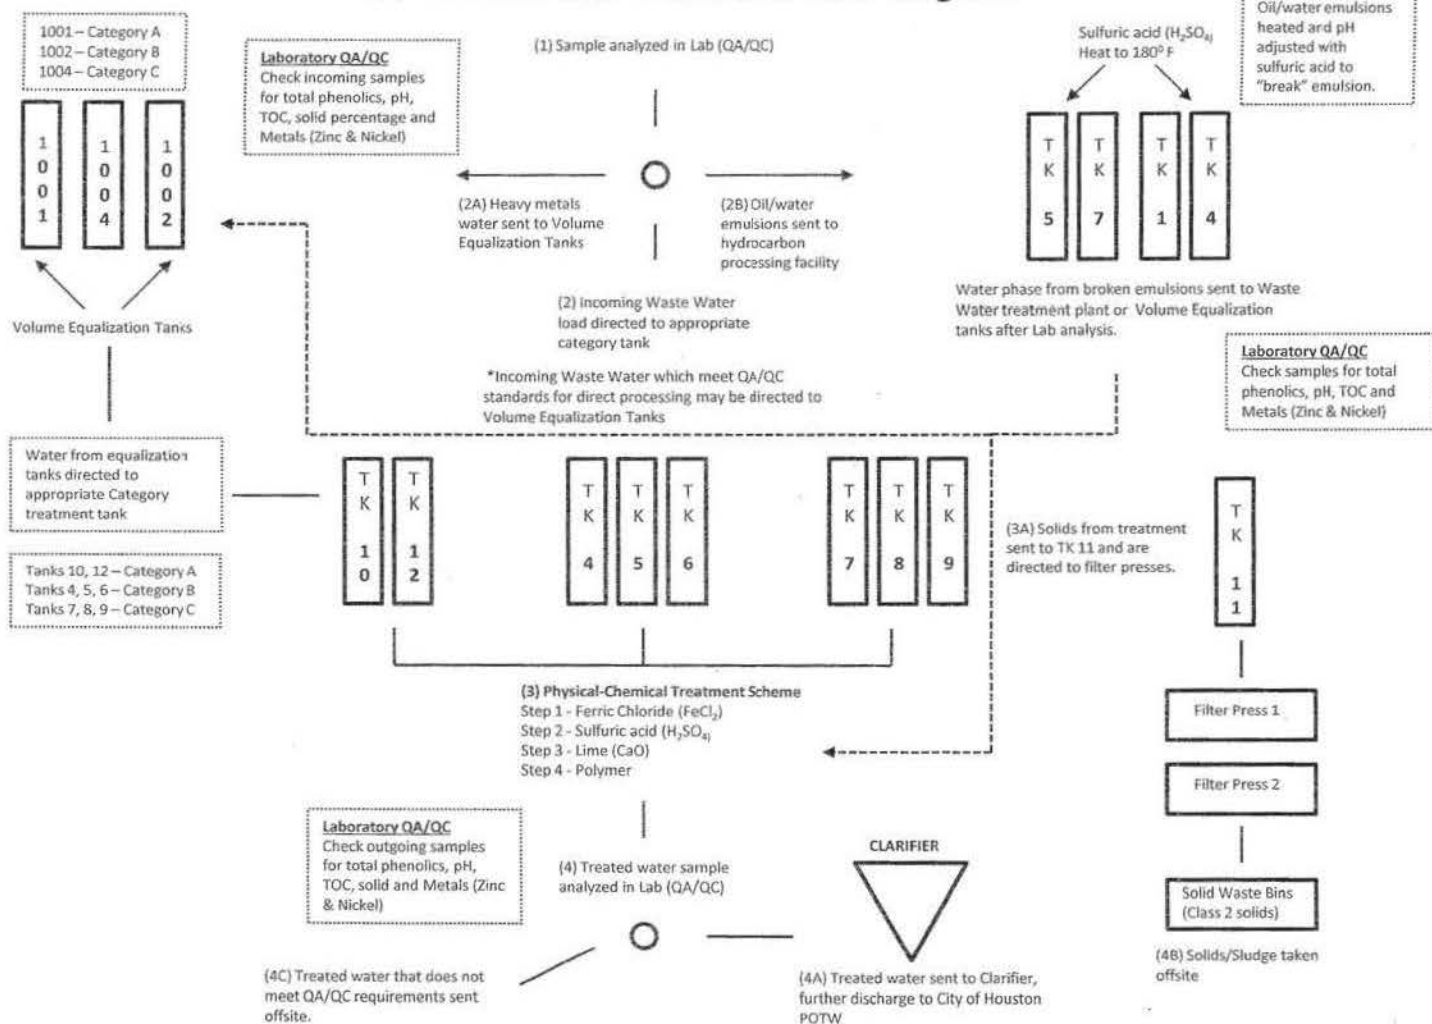 1001 – Category A
1002 – Category B
1004 – Category C
1001
1004
1002
Volume Equalization Tanks
Laboratory QA/QC
Check incoming samples
for total phenolics, pH,
TOC, solid percentage and
Metals (Zinc & Nickel)
(1) Sample analyzed in Lab (QA/QC)
(2A) Heavy metals
water sent to Volume
Equalization Tanks
(2B) Oil/water
emulsions sent to
hydrocarbon
processing facility
(2) Incoming Waste Water
load directed to appropriate
category tank
*Incoming Waste Water which meet QA/QC
standards for direct processing may be directed to
Volume Equalization Tanks
Sulfuric acid (H₂SO₄)
Heat to 180⁰ F
Oil/water emulsions
heated and pH
adjusted with
sulfuric acid to
"break" emulsion.
TK 5
TK 7
TK 1
TK 4
Water phase from broken emulsions sent to Waste
Water treatment plant or Volume Equalization
tanks after Lab analysis.
Laboratory QA/QC
Check samples for total
phenolics, pH, TOC and
Metals (Zinc & Nickel)
Water from equalization
tanks directed to
appropriate Category
treatment tank
Tanks 10, 12 – Category A
Tanks 4, 5, 6 – Category B
Tanks 7, 8, 9 – Category C
TK 10
TK 12
TK 4
TK 5
TK 6
TK 7
TK 8
TK 9
(3A) Solids from treatment
sent to TK 11 and are
directed to filter presses.
TK 11
Filter Press 1
Filter Press 2
Solid Waste Bins
(Class 2 solids)
(4B) Solids/Sludge taken
offsite
(3) Physical-Chemical Treatment Scheme
Step 1 - Ferric Chloride (FeCl₂)
Step 2 - Sulfuric acid (H₂SO₄)
Step 3 - Lime (CaO)
Step 4 - Polymer
Laboratory QA/QC
Check outgoing samples
for total phenolics, pH,
TOC, solid and Metals (Zinc
& Nickel)
(4) Treated water sample
analyzed in Lab (QA/QC)
CLARIFIER
(4C) Treated water that does not
meet QA/QC requirements sent
offsite.
(4A) Treated water sent to Clarifier,
further discharge to City of Houston
POTW